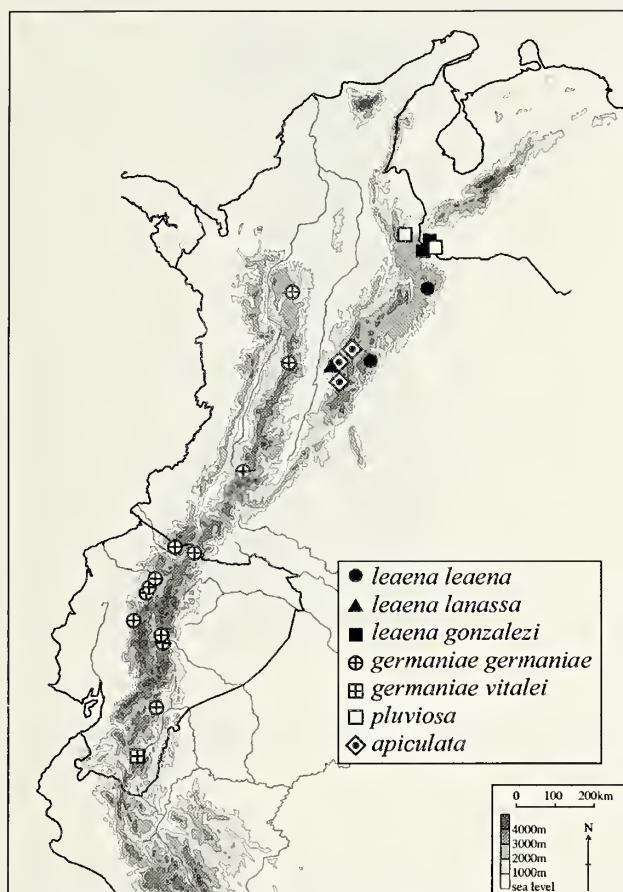 leaena leaena
leaena lanassa
leaena gonzalezi
germaniae germaniae
germaniae vitalei
pluviosa
apiculata
0 100 200km
4000m
3000m
2000m
1000m
sea level
N